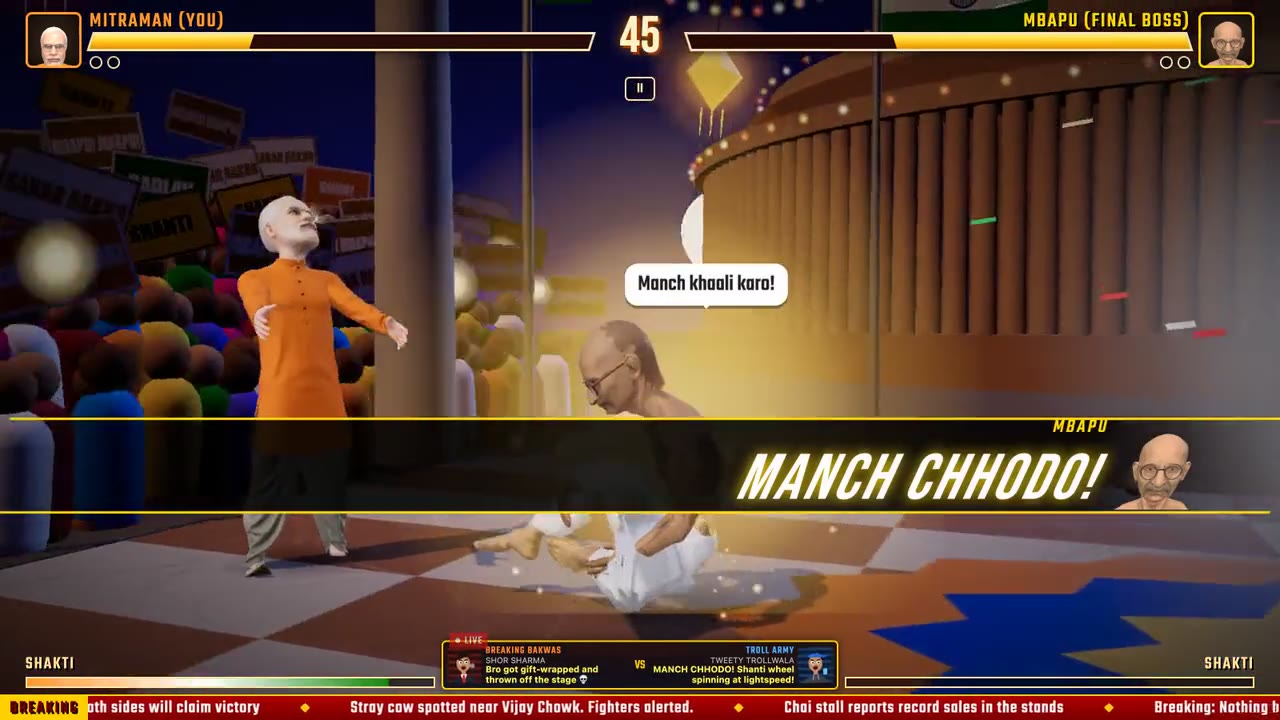 MITRAMAN (YOU)
45
MBAPU (FINAL BOSS)
Manch khaali karo!
SHANTI
MBAPU
MANCH CHHODO!
LIVE
BREAKING BAKWAS
SHOR SHARMA
Bro got gift-wrapped and
thrown off the stage 💀
VS
TROLL ARMY
TWEETY TROLLWALA
MANCH CHHODO! Shanti wheel
spinning at lightspeed!
SHAKTI
SHAKTI
BREAKING
oth sides will claim victory
Stray cow spotted near Vijay Chowk. Fighters alerted.
Chai stall reports record sales in the stands
Breaking: Nothing h